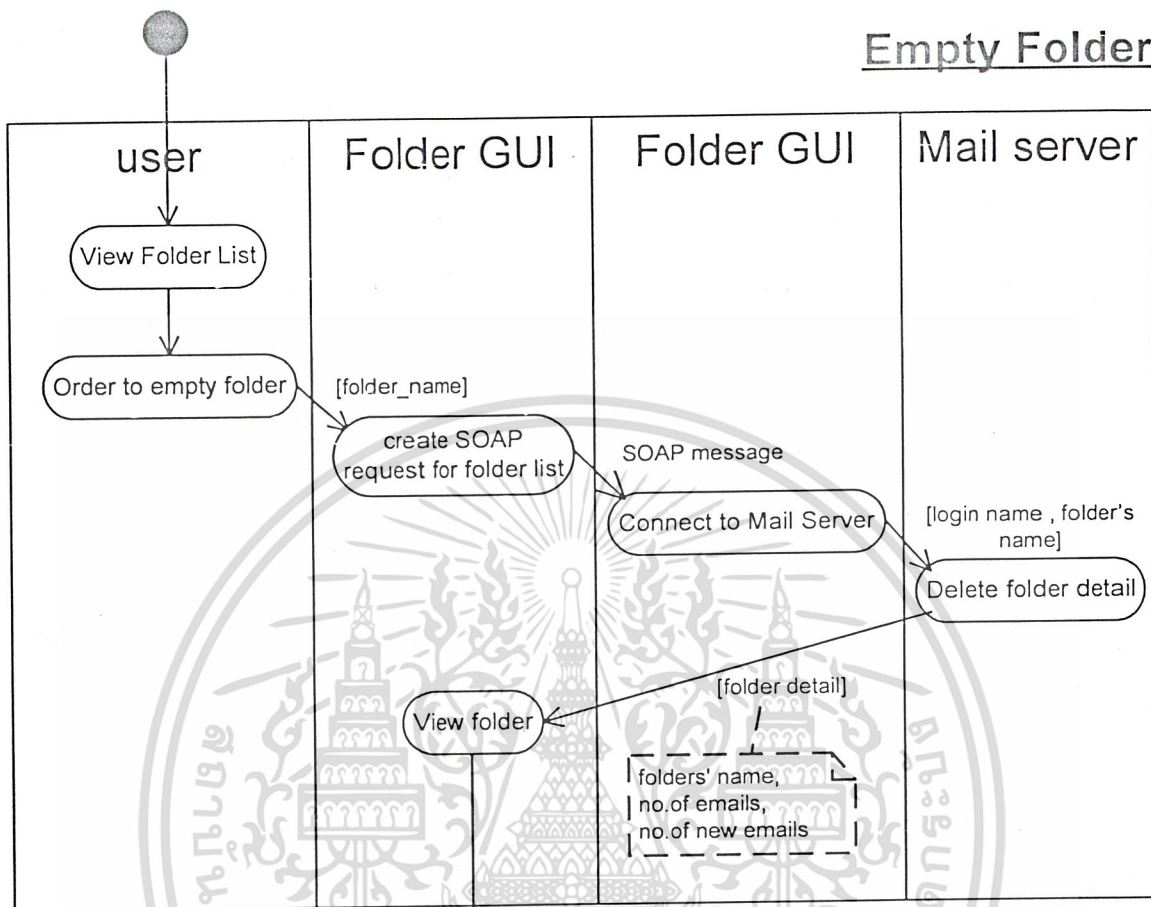 Empty Folder
user
Folder GUI
Folder GUI
Mail server
View Folder List
Order to empty folder
[folder_name]
create SOAP
request for folder list
SOAP message
Connect to Mail Server
[login name , folder's
name]
Delete folder detail
[folder detail]
View folder
folders' name,
no.of emails,
no.of new emails